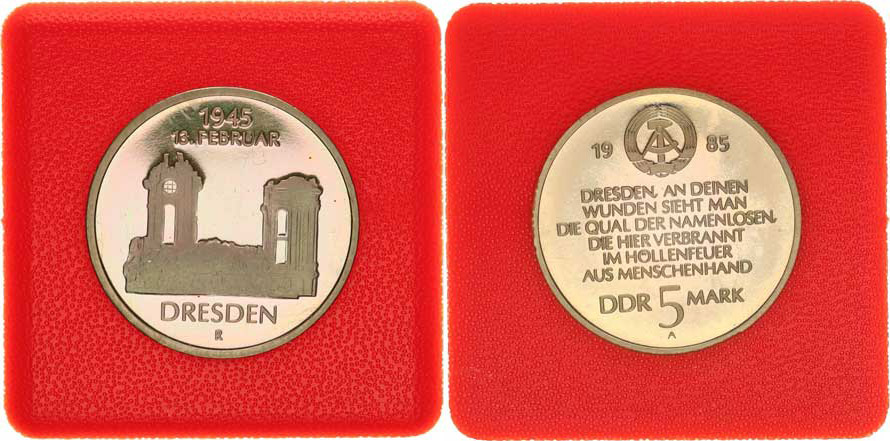 1945
13. FEBRUAR
DRESDEN
R
19 85
DRESDEN, AN DEINEN
WUNDEN SIEHT MAN
DIE QUAL DER NAMENLOSEN,
DIE HIER VERBRANNT
IM HÖLLENFEUER
AUS MENSCHENHAND
DDR 5 MARK
A